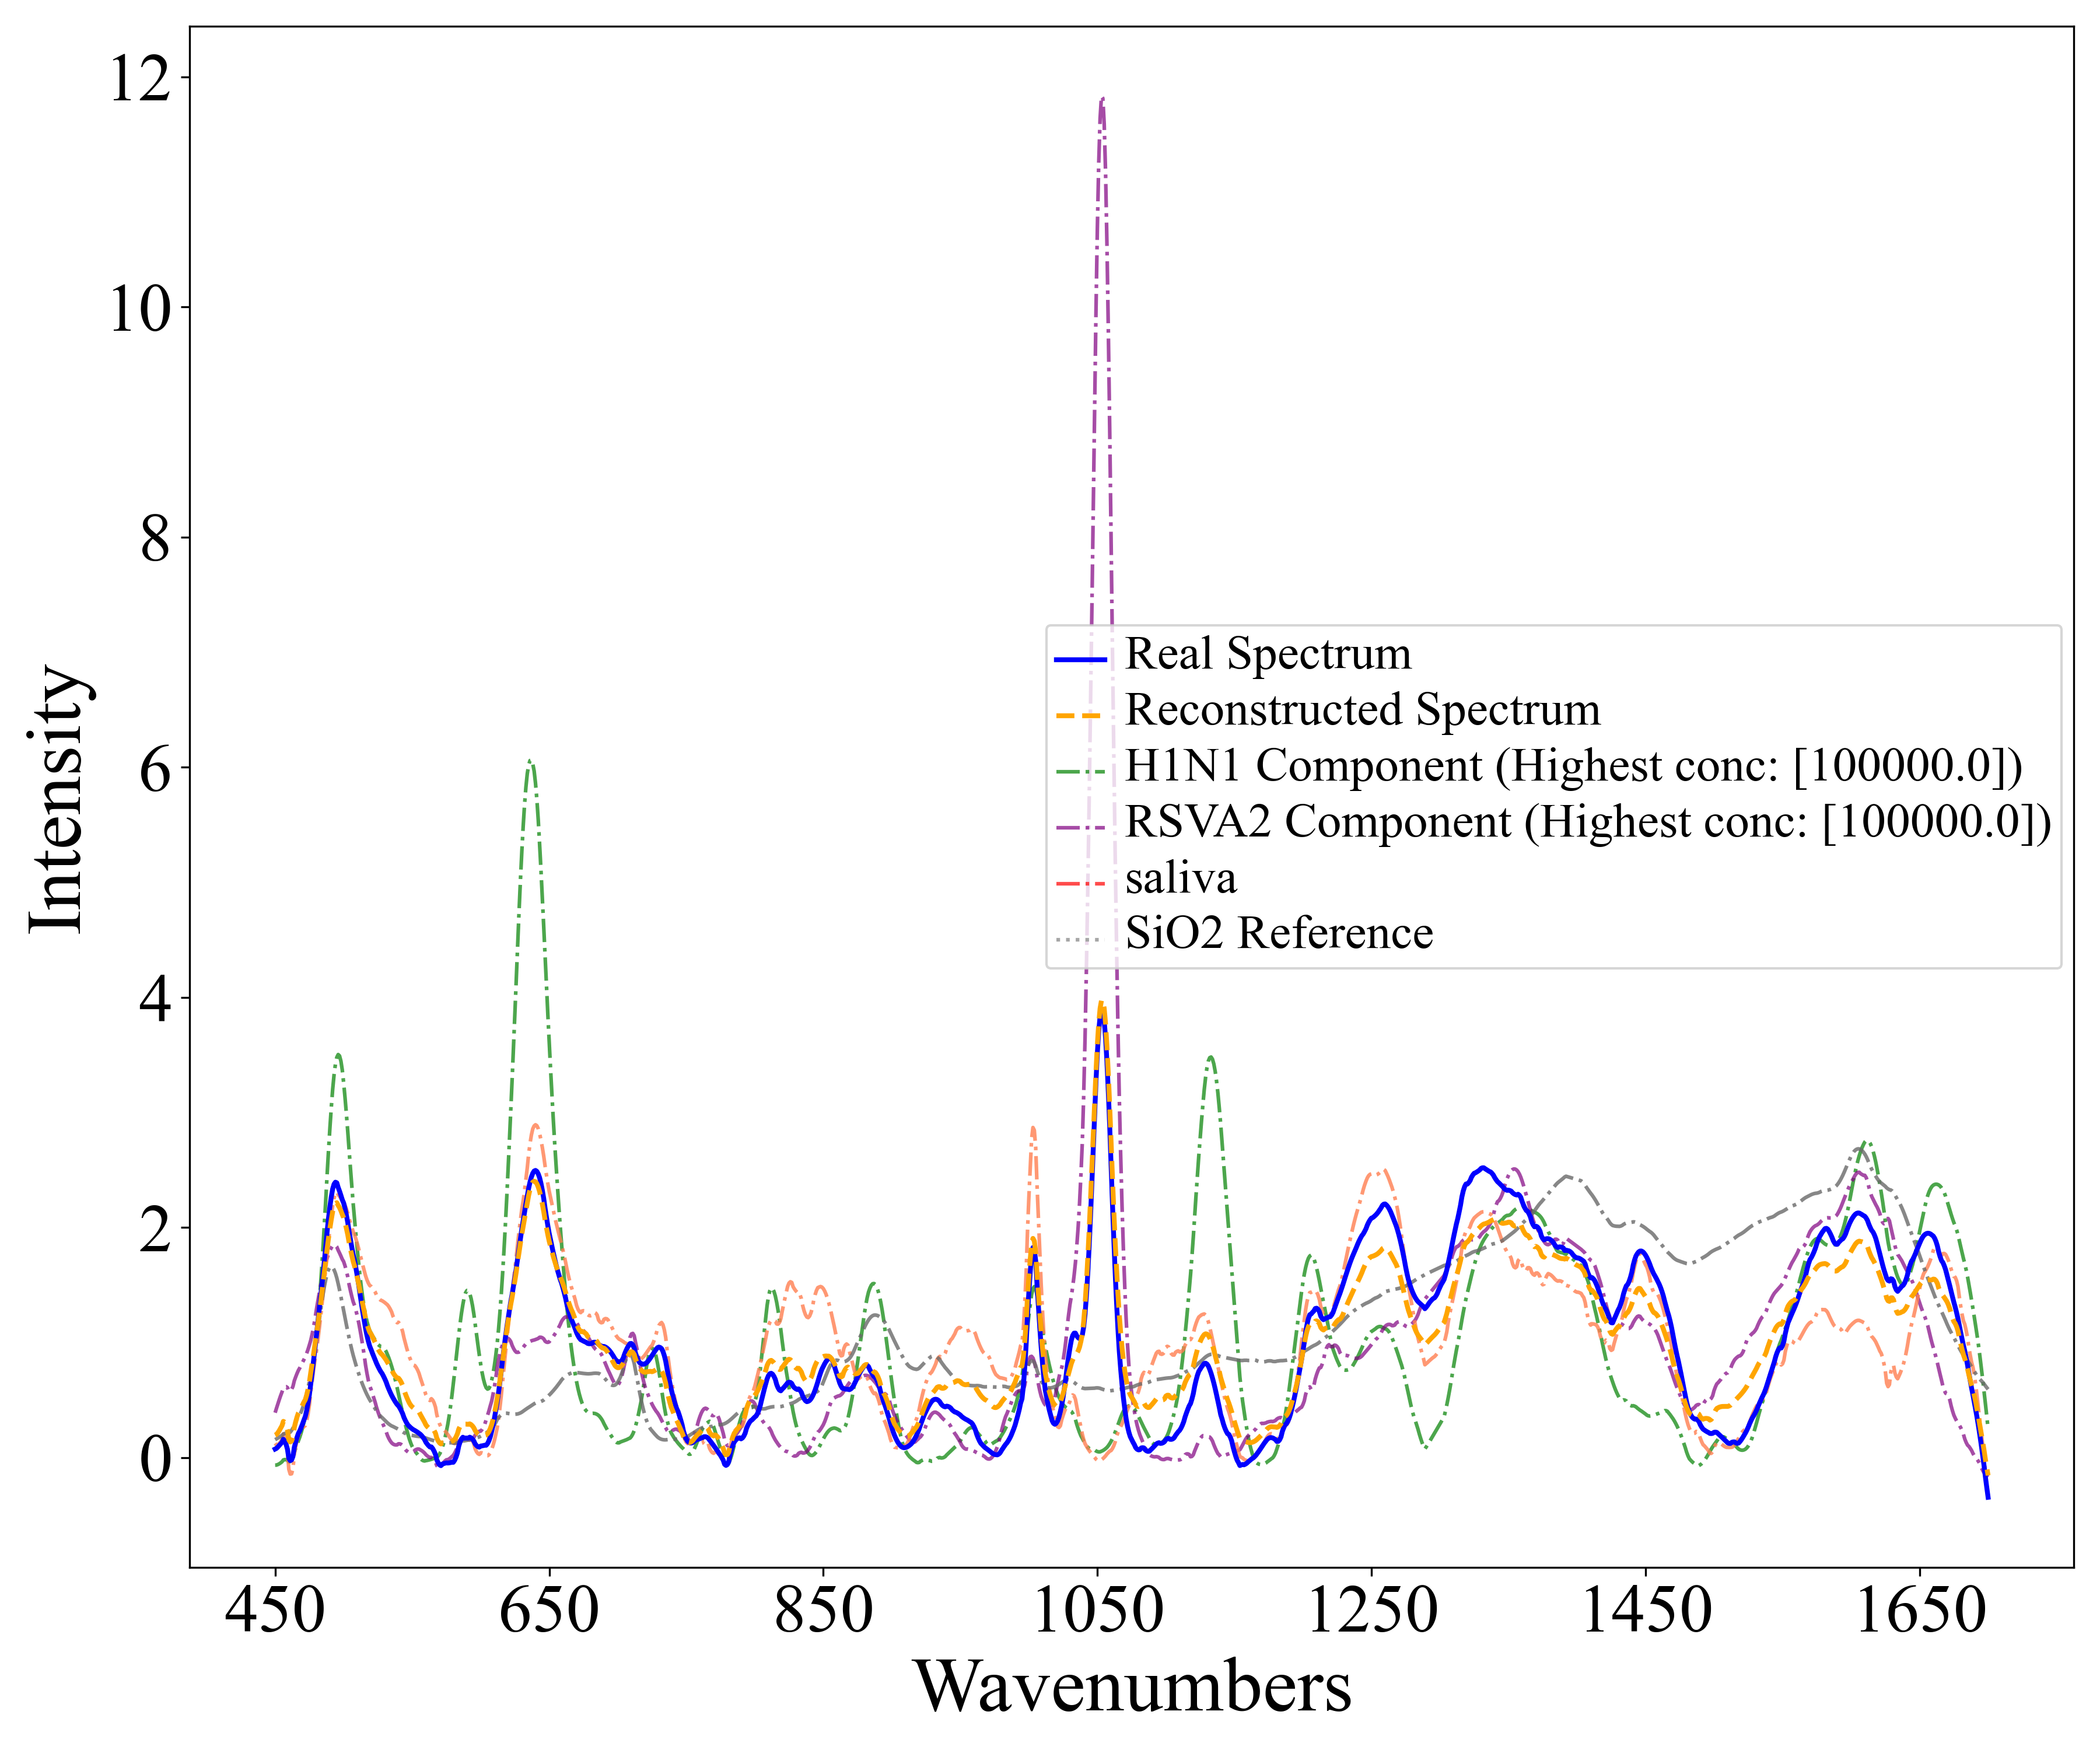 12
10
8
6
4
2
0
Intensity
Real Spectrum
Reconstructed Spectrum
H1N1 Component (Highest conc: [100000.0])
RSVA2 Component (Highest conc: [100000.0])
saliva
SiO2 Reference
450 650 850 1050 1250 1450 1650
Wavenumbers